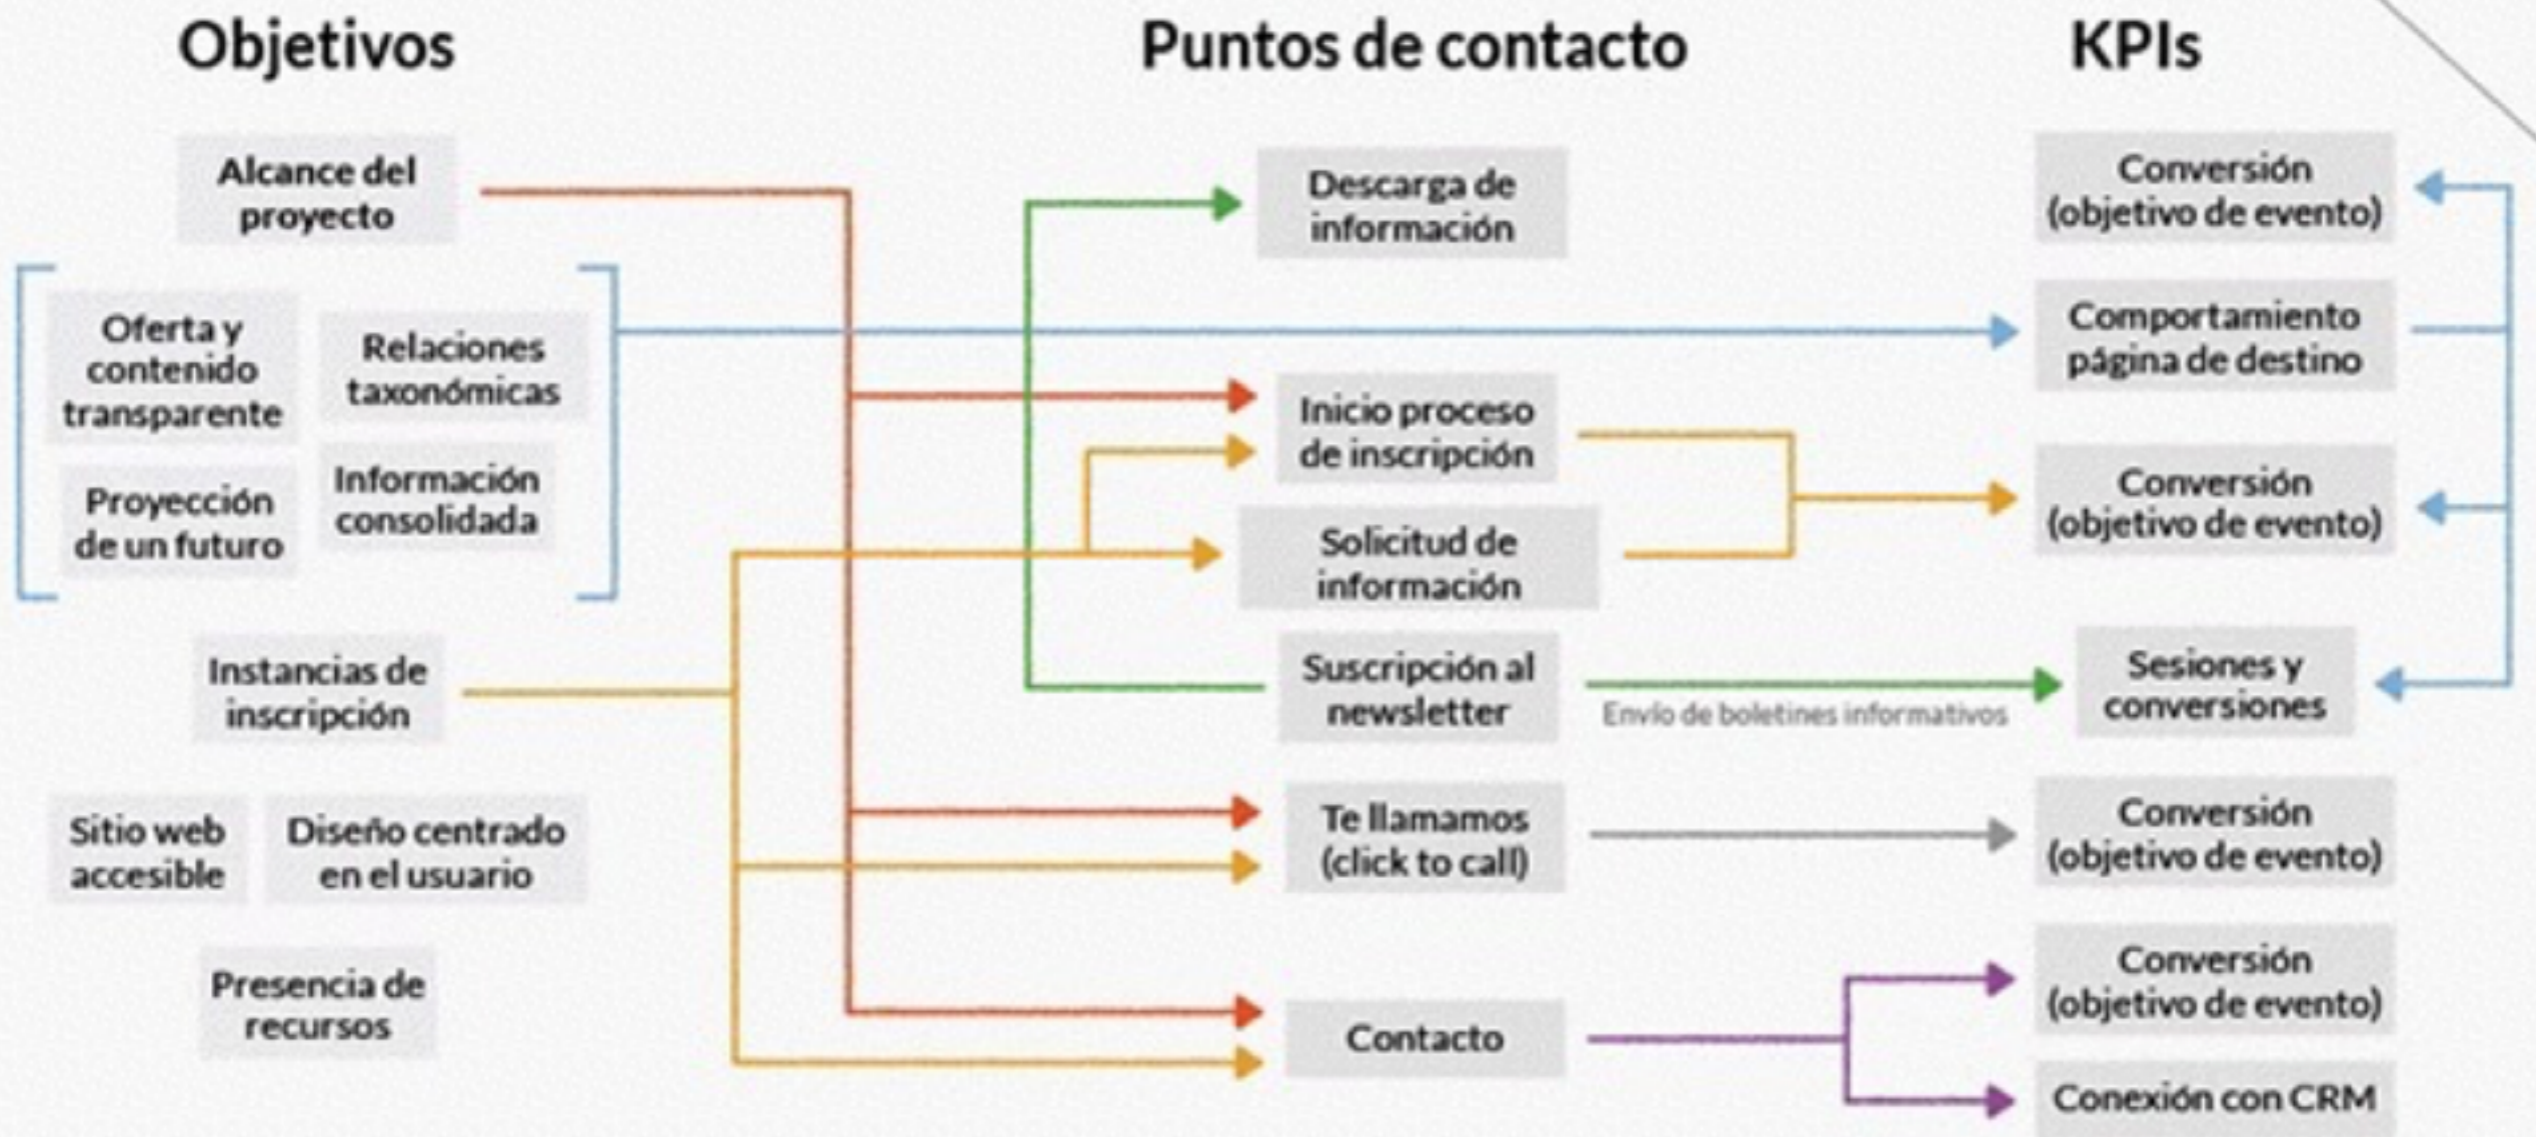 Objetivos
Puntos de contacto
KPIs
Alcance del
proyecto
Oferta y
contenido
transparente
Relaciones
taxonómicas
Proyección
de un futuro
Información
consolidada
Instancias de
inscripción
Sitio web
accesible
Diseño centrado
en el usuario
Presencia de
recursos
Descarga de
información
Inicio proceso
de inscripción
Solicitud de
información
Suscripción al
newsletter
Envío de boletines informativos
Te llamamos
(click to call)
Contacto
Conversión
(objetivo de evento)
Comportamiento
página de destino
Conversión
(objetivo de evento)
Sesiones y
conversiones
Conversión
(objetivo de evento)
Conversión
(objetivo de evento)
Conexión con CRM